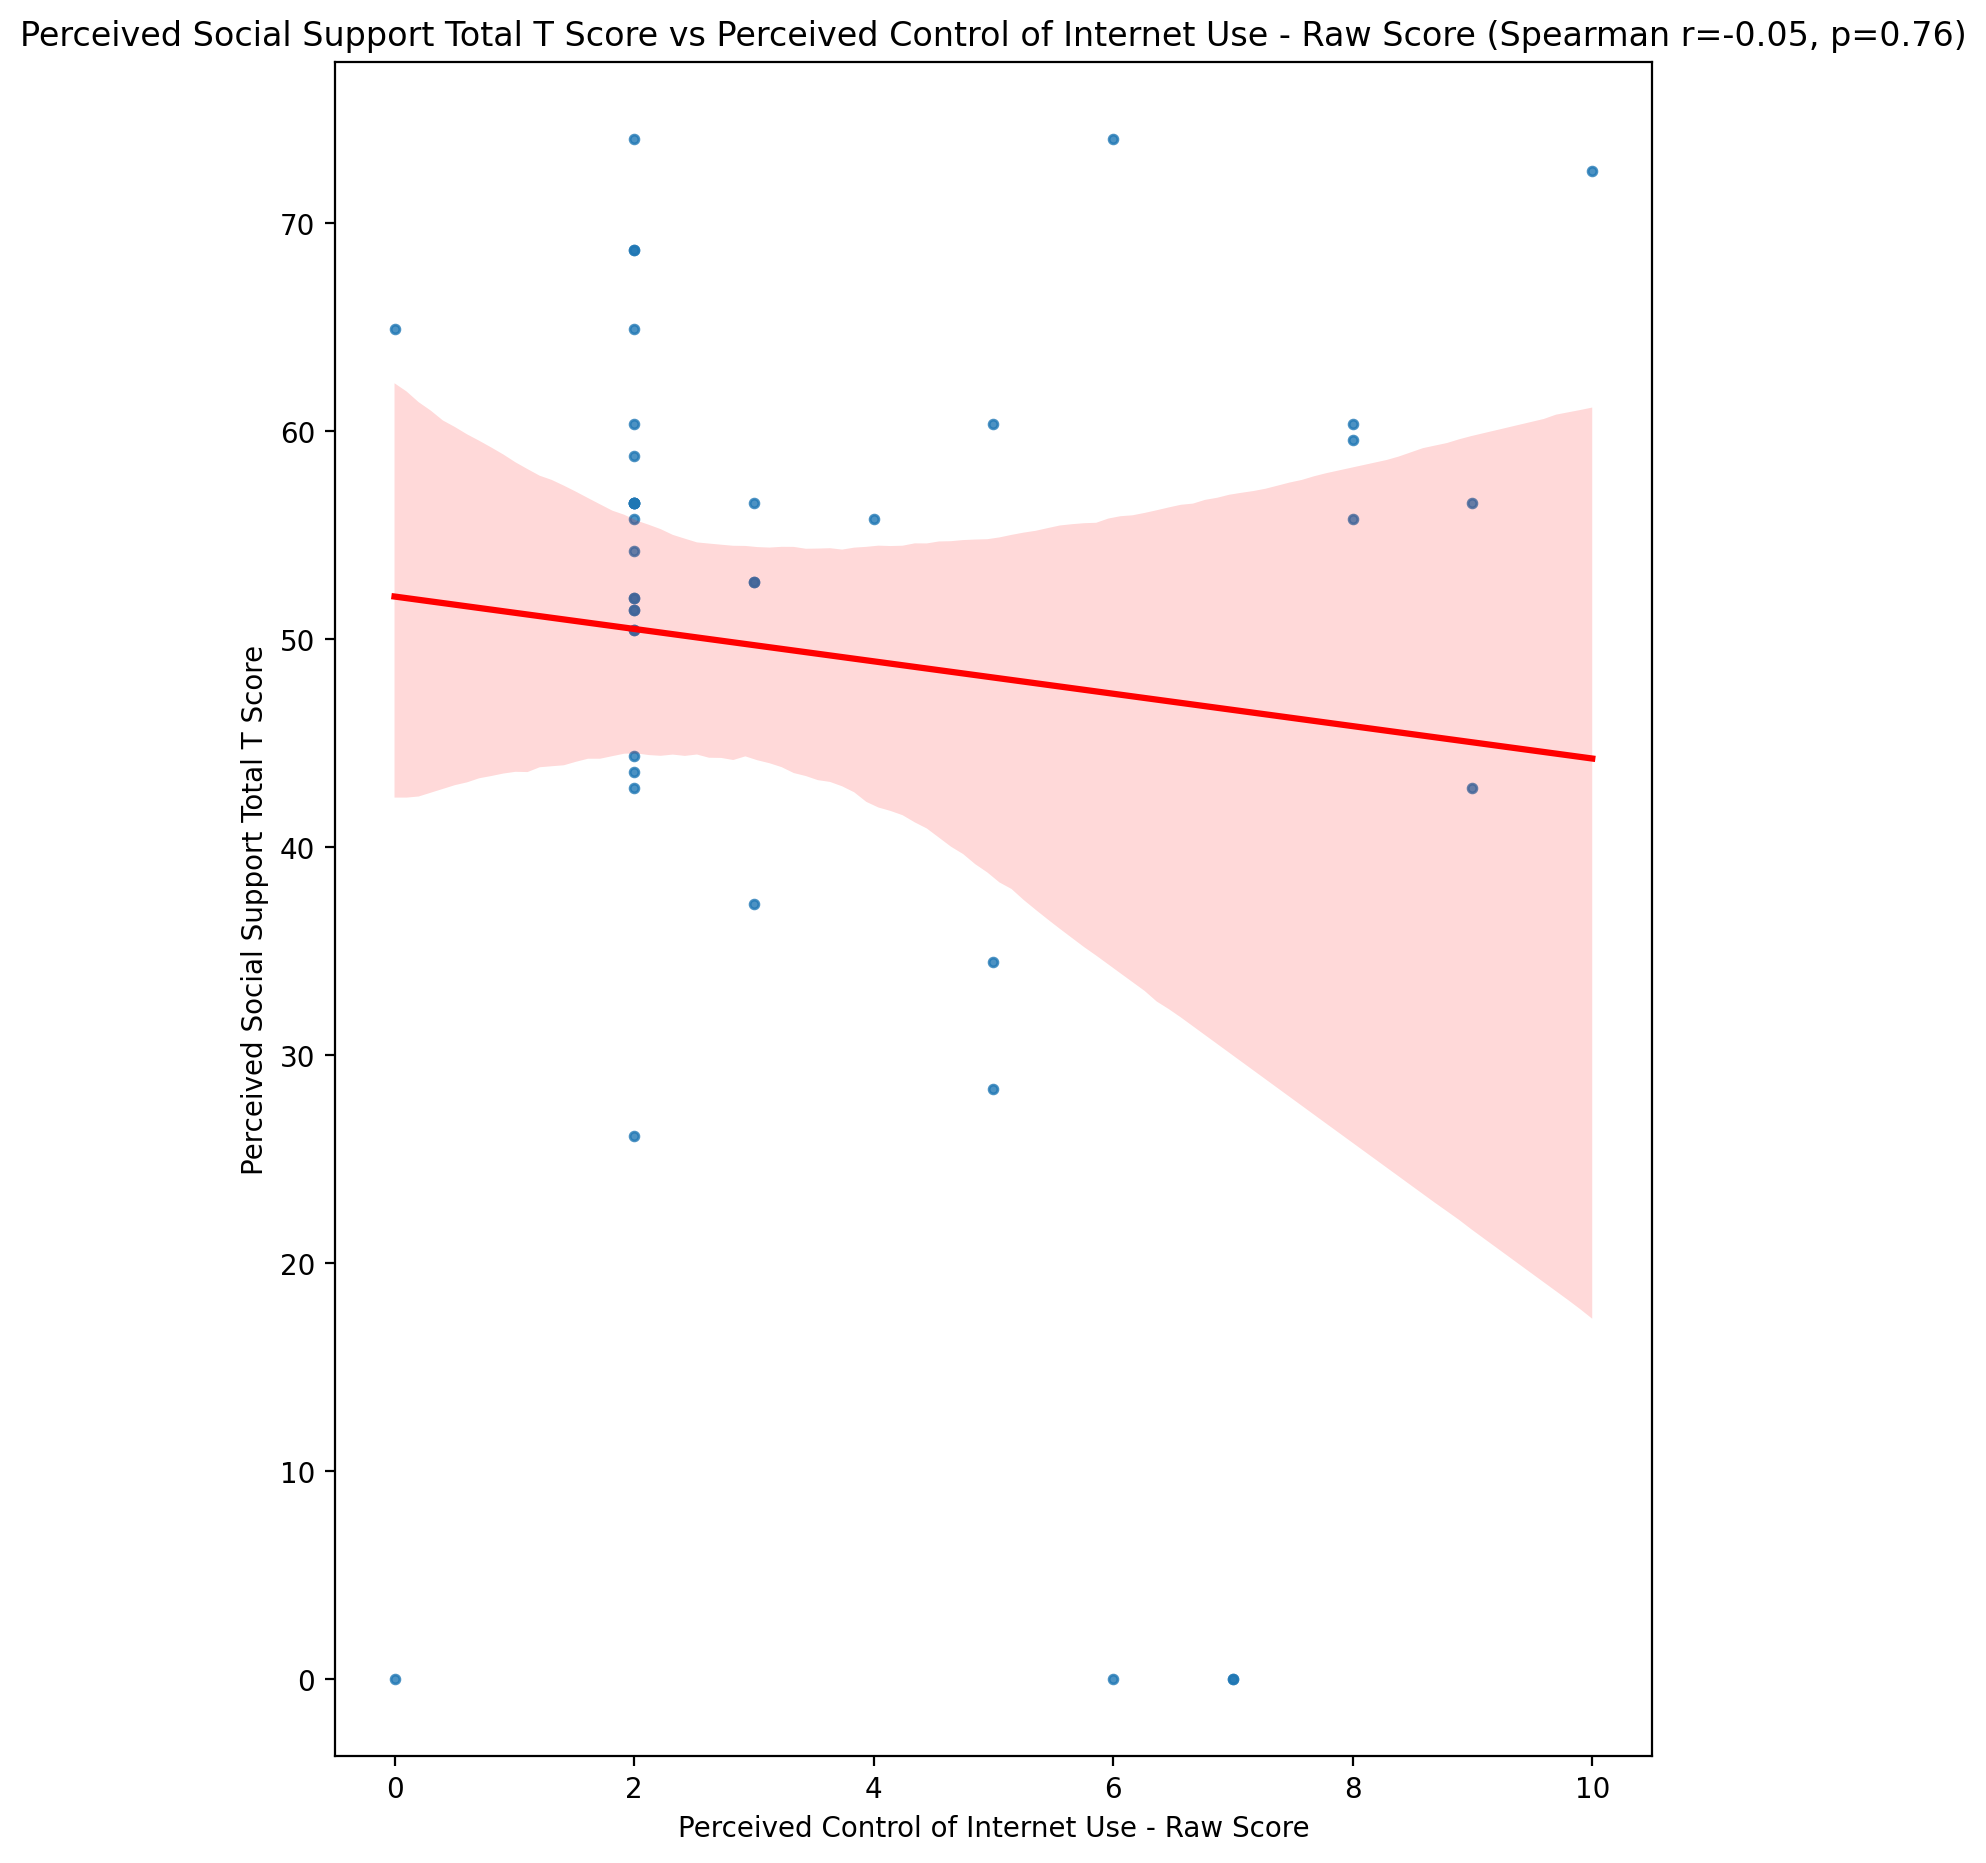 Perceived Social Support Total T Score vs Perceived Control of Internet Use - Raw Score (Spearman r=-0.05, p=0.76)
Perceived Social Support Total T Score
70
60
50
40
30
20
10
0
0 2 4 6 8 10
Perceived Control of Internet Use - Raw Score